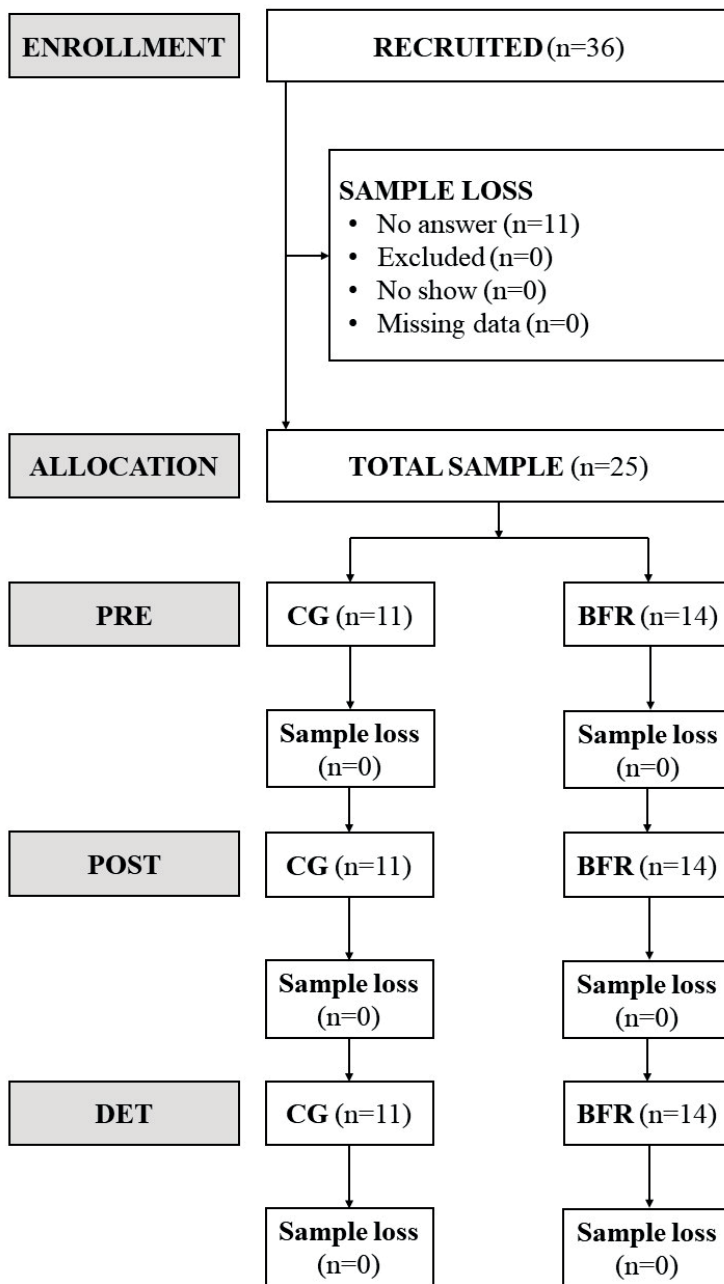 ENROLLMENT
RECRUITED (n=36)
SAMPLE LOSS
• No answer (n=11)
• Excluded (n=0)
• No show (n=0)
• Missing data (n=0)
ALLOCATION
TOTAL SAMPLE (n=25)
PRE
CG (n=11)
BFR (n=14)
Sample loss
(n=0)
Sample loss
(n=0)
POST
CG (n=11)
BFR (n=14)
Sample loss
(n=0)
Sample loss
(n=0)
DET
CG (n=11)
BFR (n=14)
Sample loss
(n=0)
Sample loss
(n=0)